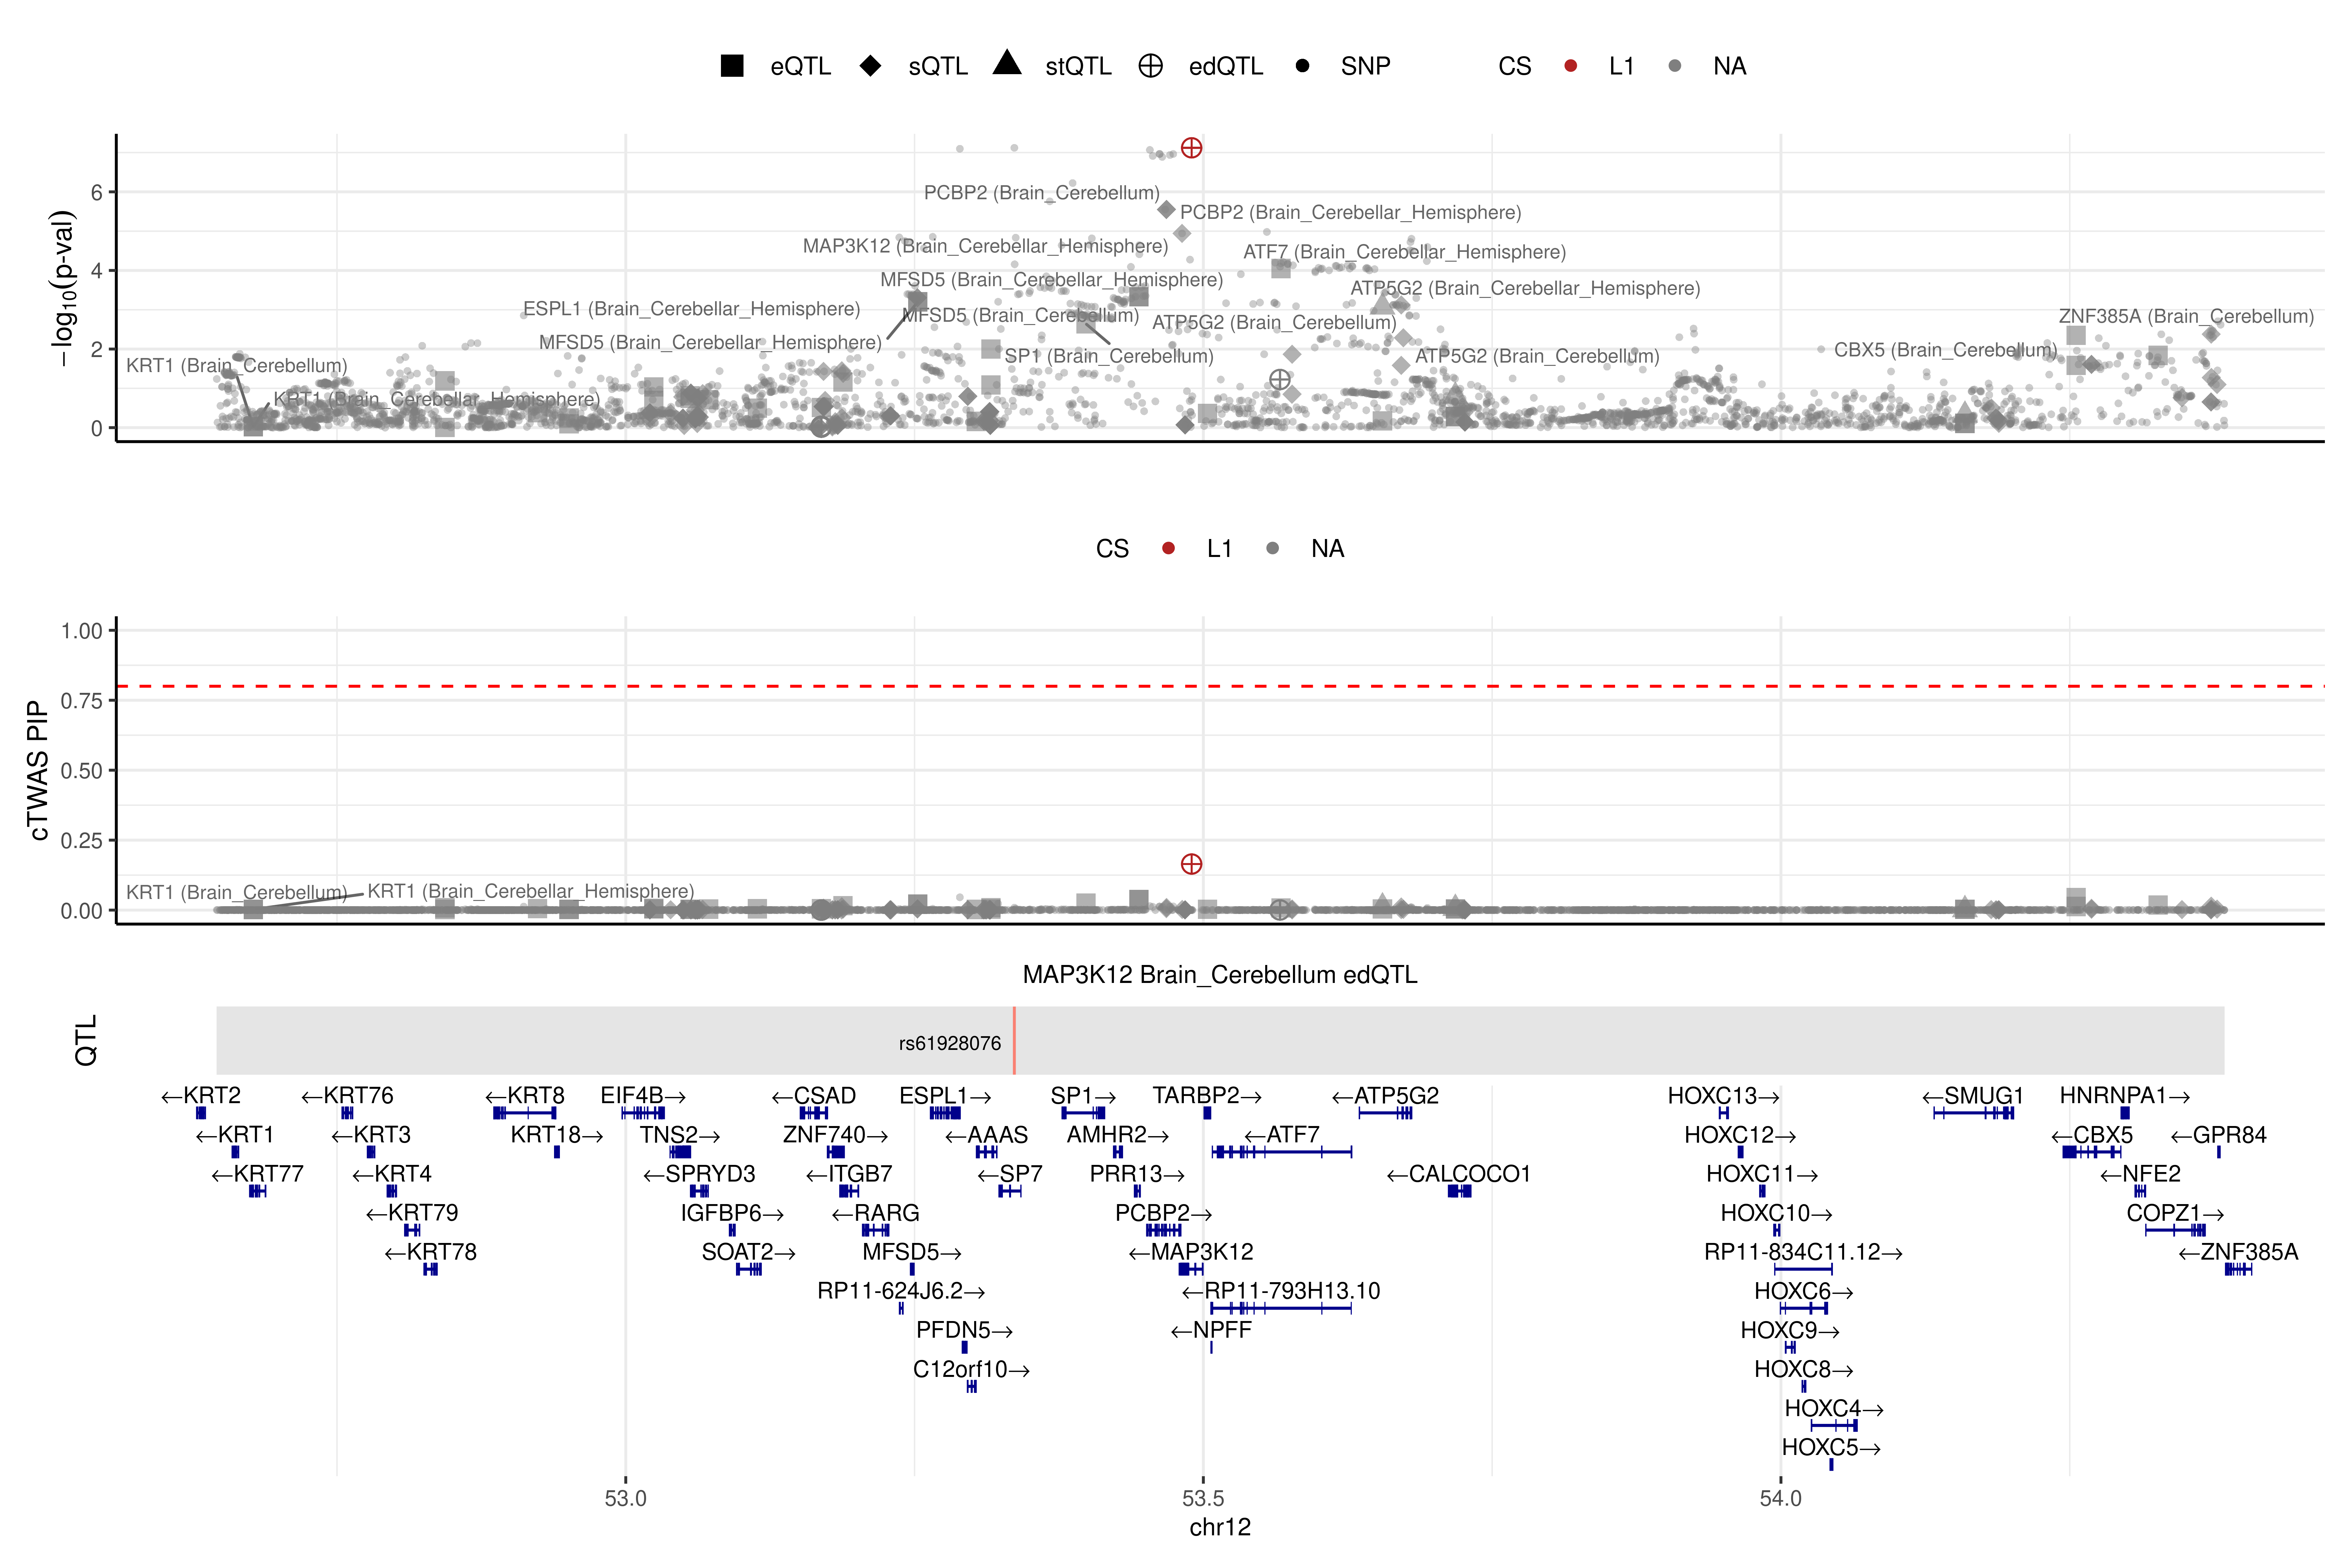 eQTL sQTL stQTL edQTL SNP CS L1 NA
−log10(p-val)
6
4
2
0
PCBP2 (Brain_Cerebellum)
PCBP2 (Brain_Cerebellar_Hemisphere)
MAP3K12 (Brain_Cerebellar_Hemisphere)
ATF7 (Brain_Cerebellar_Hemisphere)
MFSD5 (Brain_Cerebellar_Hemisphere)
ATP5G2 (Brain_Cerebellar_Hemisphere)
ESPL1 (Brain_Cerebellar_Hemisphere)
MFSD5 (Brain_Cerebellum)
ATP5G2 (Brain_Cerebellum)
ZNF385A (Brain_Cerebellum)
MFSD5 (Brain_Cerebellar_Hemisphere)
SP1 (Brain_Cerebellum)
ATP5G2 (Brain_Cerebellum)
CBX5 (Brain_Cerebellum)
KRT1 (Brain_Cerebellum)
KRT1 (Brain_Cerebellar_Hemisphere)
CS L1 NA
cTWAS PIP
1.00
0.75
0.50
0.25
0.00
KRT1 (Brain_Cerebellum)
KRT1 (Brain_Cerebellar_Hemisphere)
MAP3K12 Brain_Cerebellum edQTL
QTL
rs61928076
←KRT2 ←KRT76 ←KRT8 EIF4B→ ←CSAD ESPL1→ SP1→ TARBP2→ ←ATP5G2 HOXC13→ ←SMUG1 HNRNPA1→
←KRT1 ←KRT3 KRT18→ TNS2→ ZNF740→ ←AAAS AMHR2→ ←ATF7 HOXC12→ ←CBX5 ←GPR84
←KRT77 ←KRT4 ←SPRYD3 ←ITGB7 ←SP7 PRR13→ ←CALCOCO1 HOXC11→ ←NFE2
←KRT79 IGFBP6→ ←RARG PCBP2→ HOXC10→ COPZ1→
←KRT78 SOAT2→ MFSD5→ ←MAP3K12 RP11-834C11.12→ ←ZNF385A
RP11-624J6.2→ ←RP11-793H13.10 HOXC6→
PFDN5→ ←NPFF HOXC9→
C12orf10→ HOXC8→
HOXC4→
HOXC5→
53.0 53.5 54.0
chr12